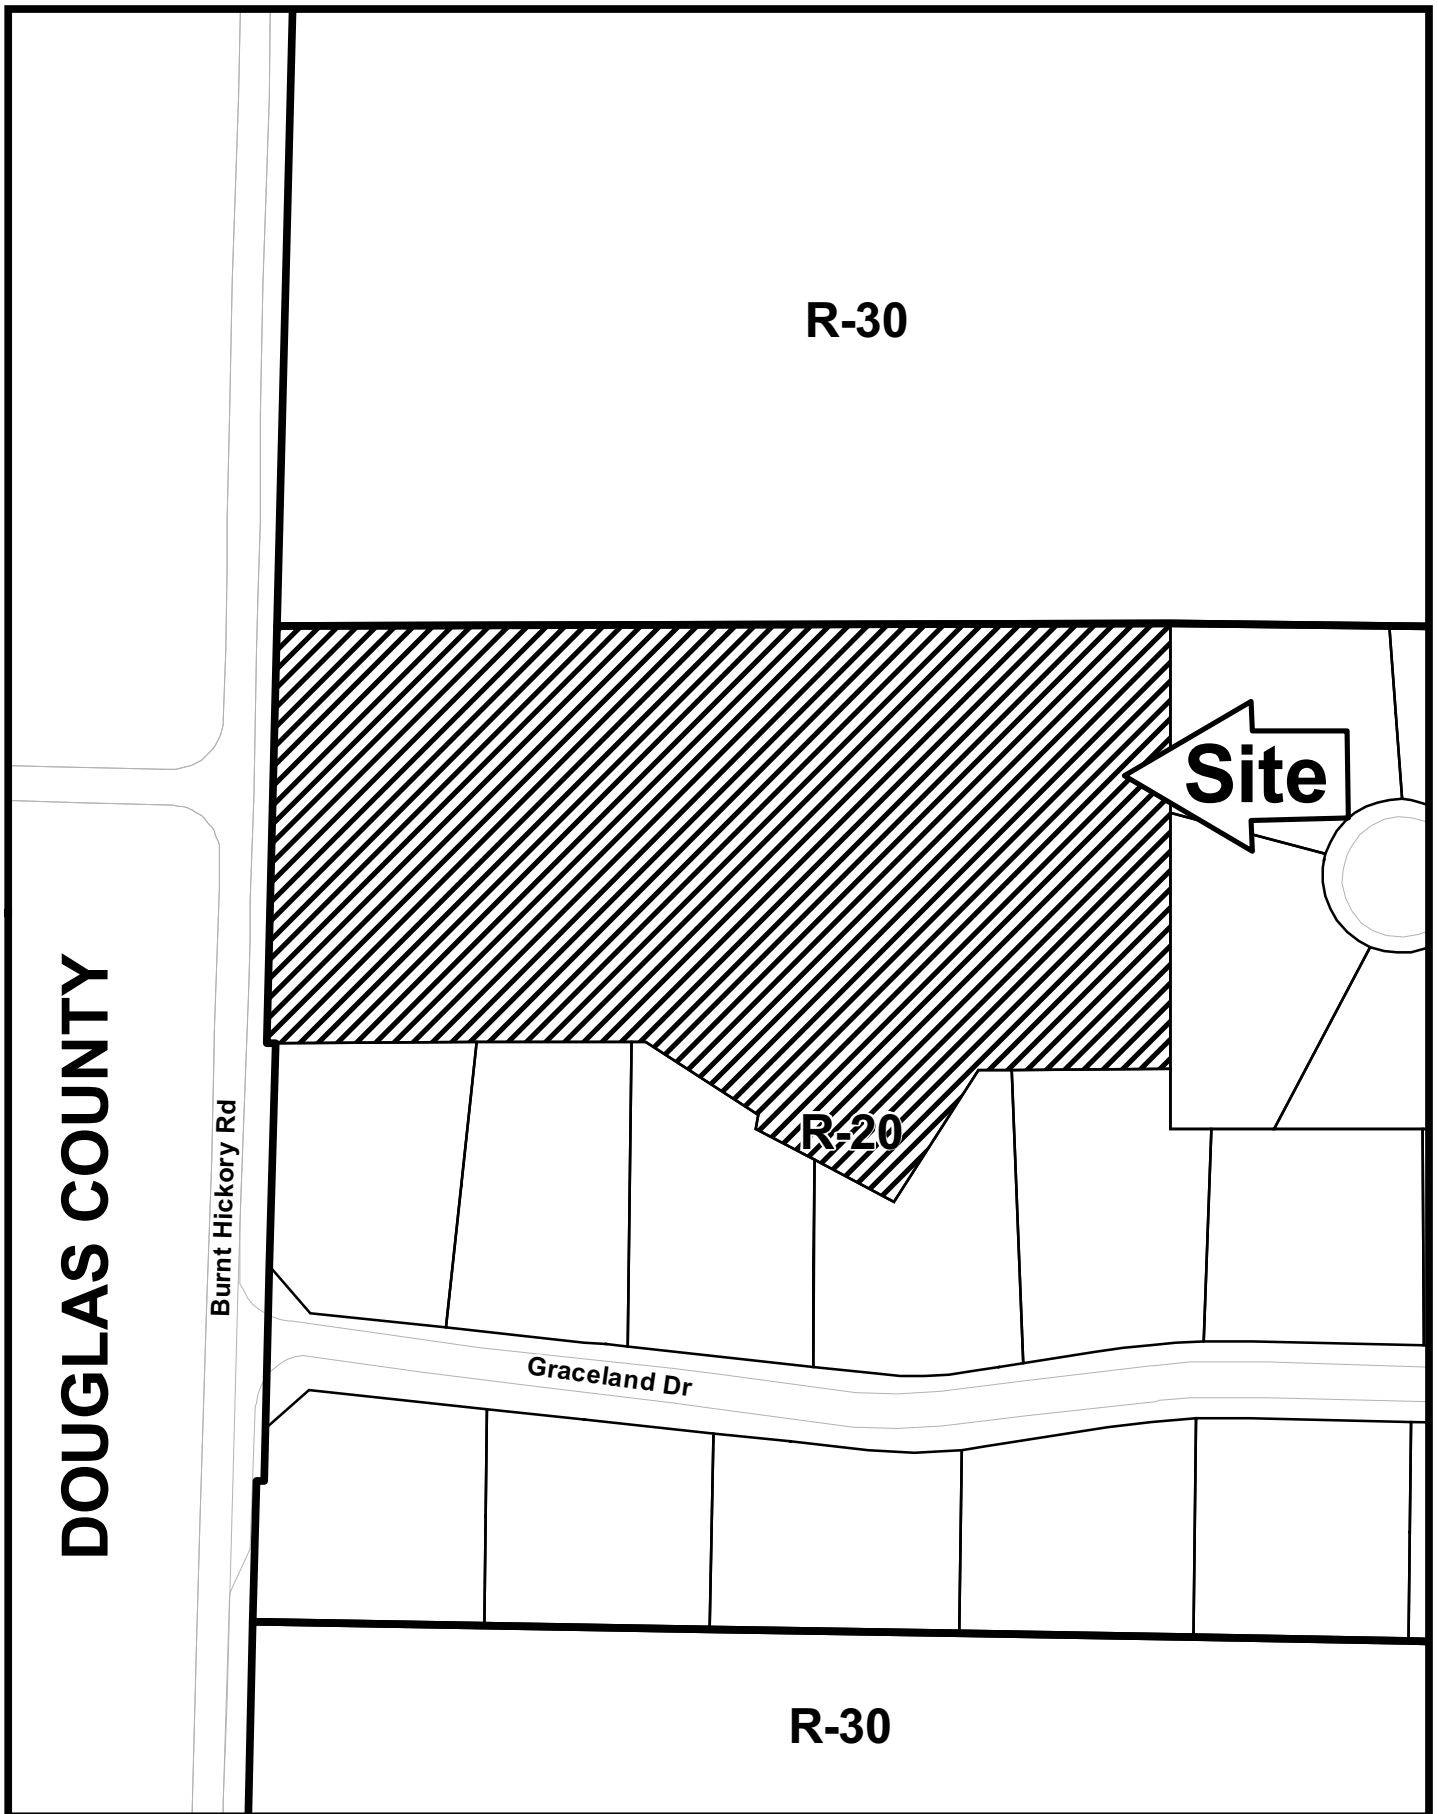 R-30
Site
DOUGLAS COUNTY
Burnt Hickory Rd
R-20
Graceland Dr
R-30